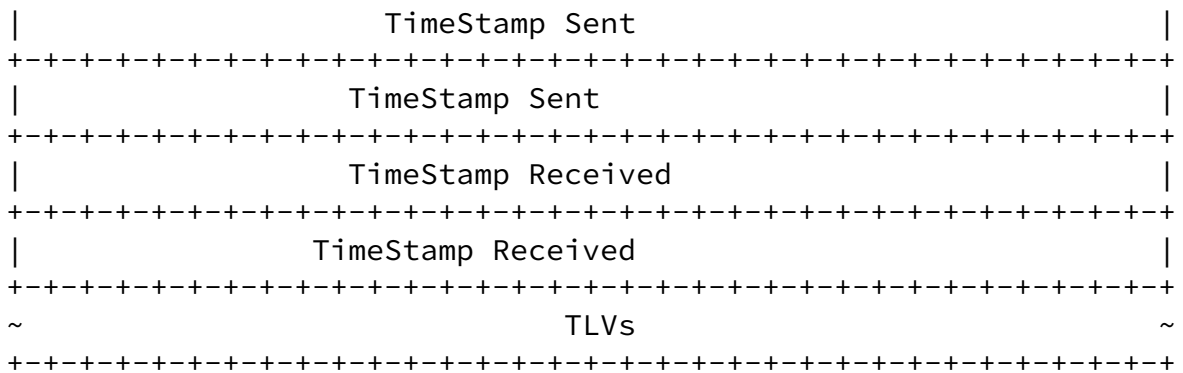 |                     TimeStamp Sent                             |
+-+-+-+-+-+-+-+-+-+-+-+-+-+-+-+-+-+-+-+-+-+-+-+-+-+-+-+-+-+-+-+-+
|                   TimeStamp Sent                               |
+-+-+-+-+-+-+-+-+-+-+-+-+-+-+-+-+-+-+-+-+-+-+-+-+-+-+-+-+-+-+-+-+
|                   TimeStamp Received                           |
+-+-+-+-+-+-+-+-+-+-+-+-+-+-+-+-+-+-+-+-+-+-+-+-+-+-+-+-+-+-+-+-+
|                 TimeStamp Received                             |
+-+-+-+-+-+-+-+-+-+-+-+-+-+-+-+-+-+-+-+-+-+-+-+-+-+-+-+-+-+-+-+-+
~                               TLVs                             ~
+-+-+-+-+-+-+-+-+-+-+-+-+-+-+-+-+-+-+-+-+-+-+-+-+-+-+-+-+-+-+-+-+